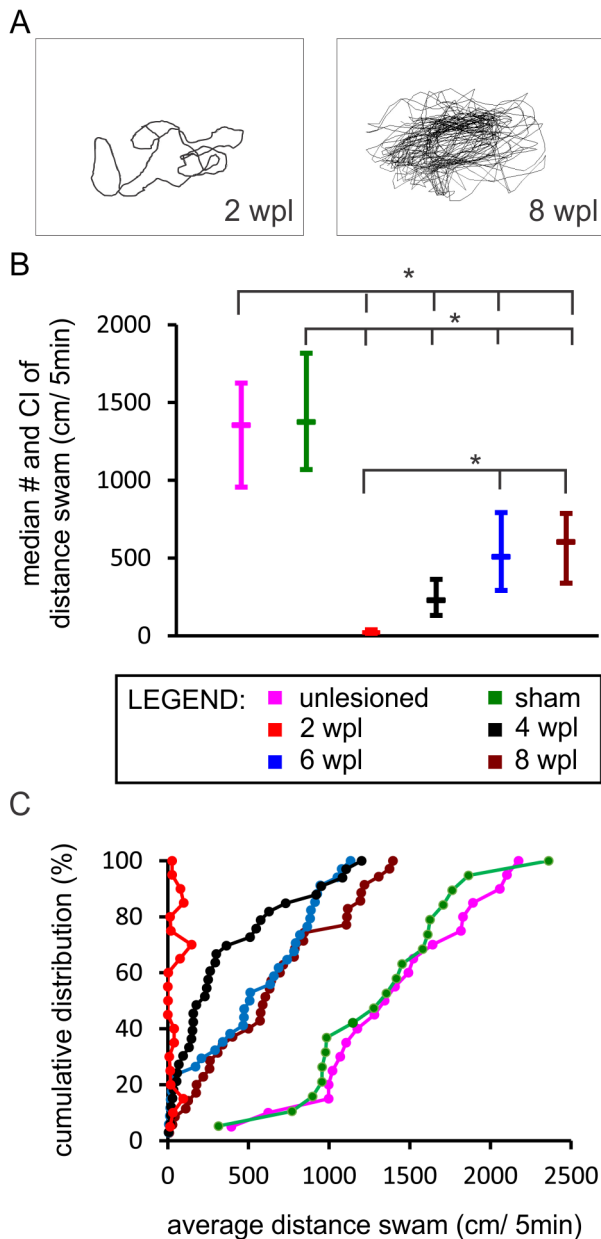 A
2 wpl
8 wpl
B
*
*
*
median # and CI of
distance swam (cm/ 5min)
2000
1500
1000
500
0
LEGEND:
unlesioned
sham
2 wpl
4 wpl
6 wpl
8 wpl
C
cumulative distribution (%)
100
80
60
40
20
0
0
500
1000
1500
2000
2500
average distance swam (cm/ 5min)